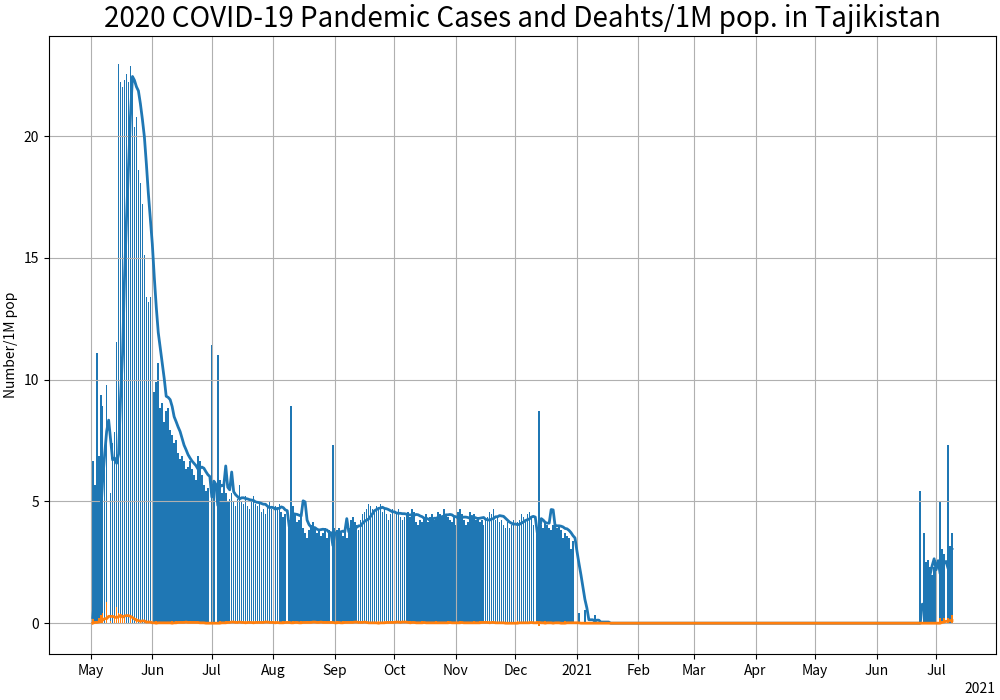 2020 COVID-19 Pandemic Cases and Deahts/1M pop. in Tajikistan
Number/1M pop
20
15
10
5
0
May Jun Jul Aug Sep Oct Nov Dec 2021 Feb Mar Apr May Jun Jul
2021